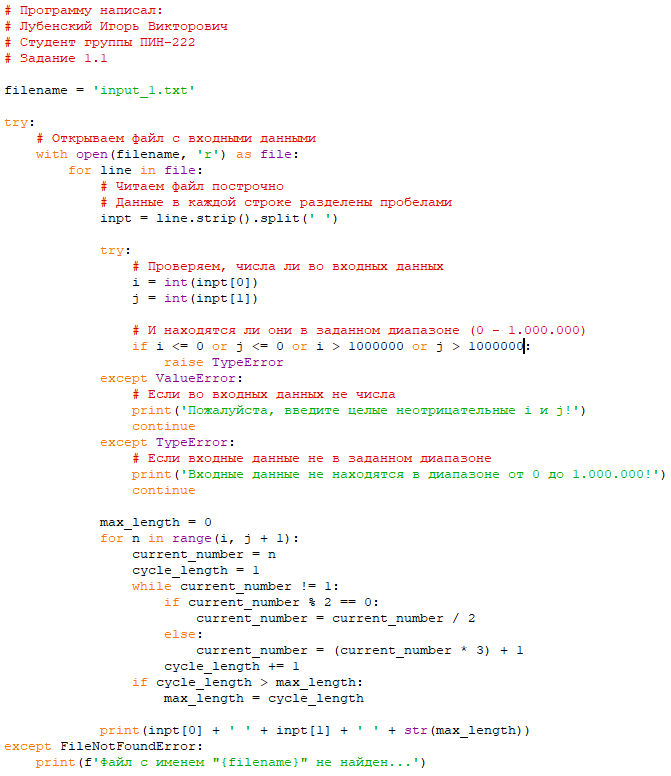 # Программу написал:
# Лубенский Игорь Викторович
# Студент группы ПИН-222
# Задание 1.1

filename = 'input_1.txt'

try:
    # Открываем файл с входными данными
    with open(filename, 'r') as file:
        for line in file:
            # Читаем файл построчно
            # Данные в каждой строке разделены пробелами
            inpt = line.strip().split(' ')

            try:
                # Проверяем, числа ли во входных данных
                i = int(inpt[0])
                j = int(inpt[1])

                # И находятся ли они в заданном диапазоне (0 - 1.000.000)
                if i <= 0 or j <= 0 or i > 1000000 or j > 1000000:
                    raise TypeError
            except ValueError:
                # Если во входных данных не числа
                print('Пожалуйста, введите целые неотрицательные i и j!')
                continue
            except TypeError:
                # Если входные данные не в заданном диапазоне
                print('Входные данные не находятся в диапазоне от 0 до 1.000.000!')
                continue

            max_length = 0
            for n in range(i, j + 1):
                current_number = n
                cycle_length = 1
                while current_number != 1:
                    if current_number % 2 == 0:
                        current_number = current_number / 2
                    else:
                        current_number = (current_number * 3) + 1
                    cycle_length += 1
                if cycle_length > max_length:
                    max_length = cycle_length

            print(inpt[0] + ' ' + inpt[1] + ' ' + str(max_length))
except FileNotFoundError:
    print(f'Файл с именем "{filename}" не найден...')